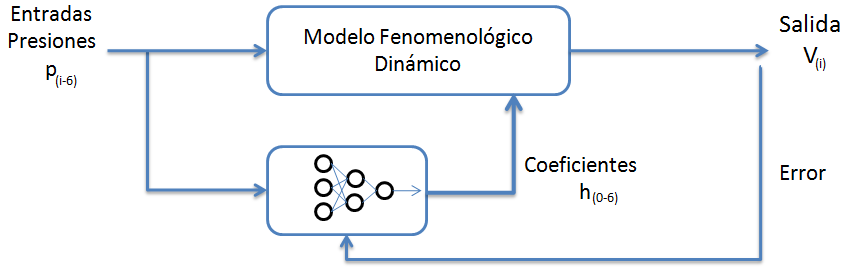 Entradas
Presiones
p(i-6)
Modelo Fenomenológico
Dinámico
Salida
V(i)
Coeficientes
h(0-6)
Error